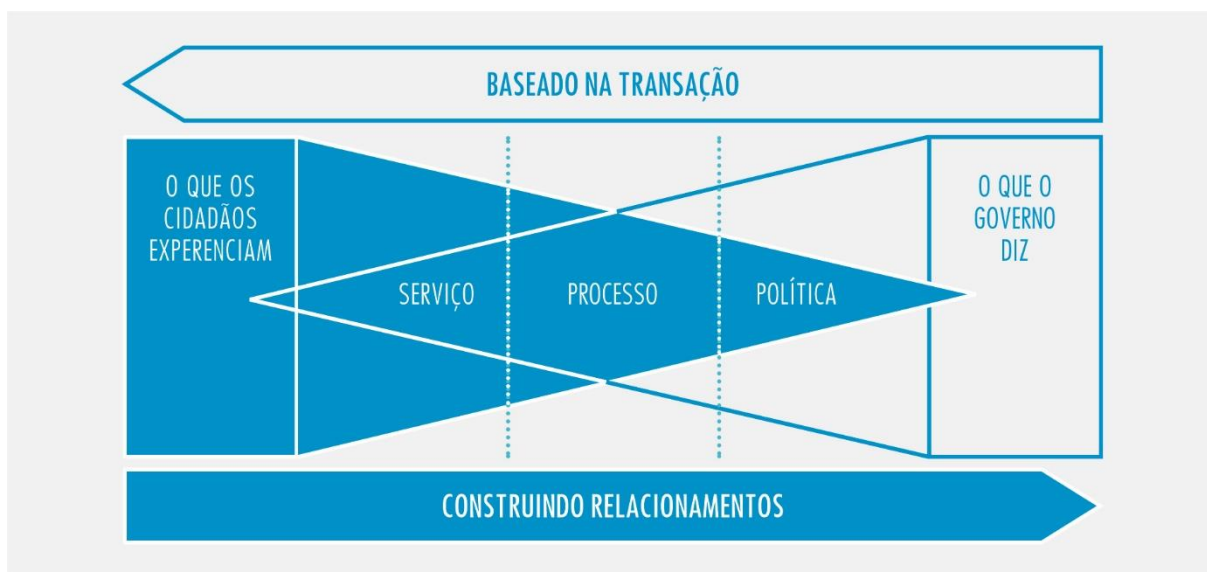 BASEADO NA TRANSAÇÃO
O QUE OS
CIDADÃOS
EXPERENCIAM
SERVIÇO
PROCESSO
POLÍTICA
O QUE O
GOVERNO
DIZ
CONSTRUINDO RELACIONAMENTOS